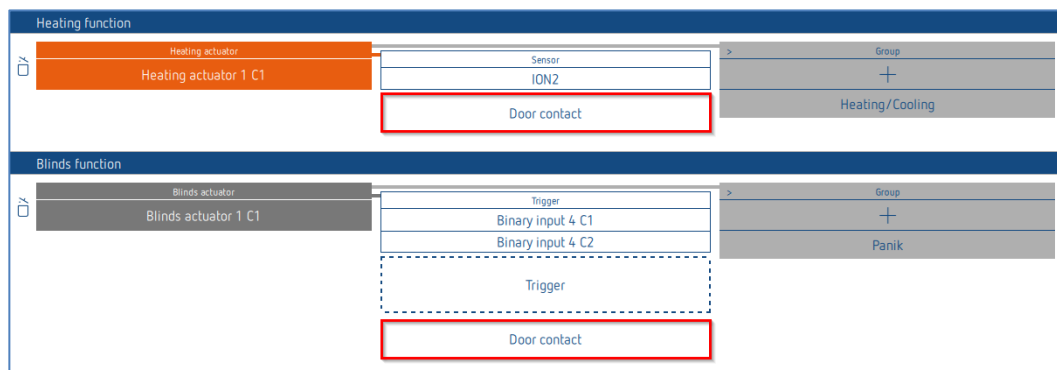 Heating function
Heating actuator
Heating actuator 1 C1
Sensor
ION2
Door contact
> Group
+
Heating/Cooling
Blinds function
Blinds actuator
Blinds actuator 1 C1
Trigger
Binary input 4 C1
Binary input 4 C2
Trigger
Door contact
> Group
+
Panik